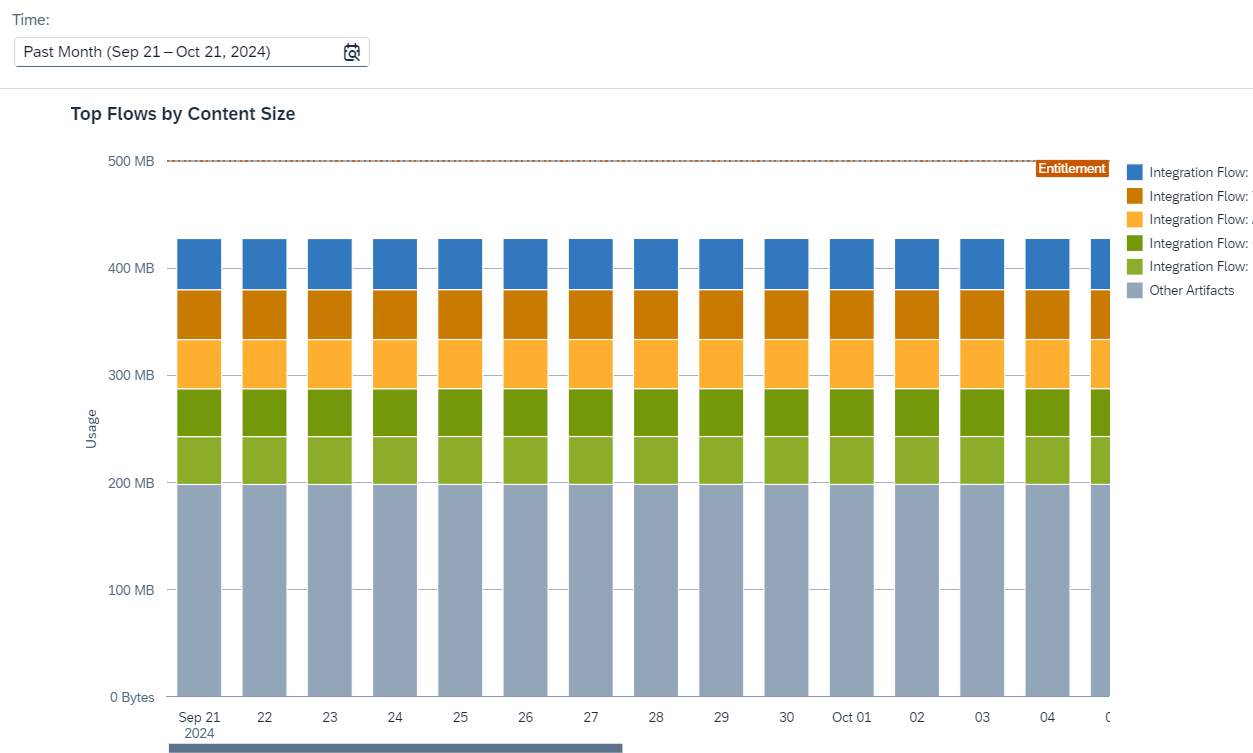 Time:
Past Month (Sep 21 – Oct 21, 2024)
Top Flows by Content Size
500 MB
Entitlement
400 MB
300 MB
200 MB
100 MB
0 Bytes
Usage
Sep 21 22 23 24 25 26 27 28 29 30 Oct 01 02 03 04
2024
Integration Flow:
Integration Flow:
Integration Flow:
Integration Flow:
Integration Flow:
Other Artifacts